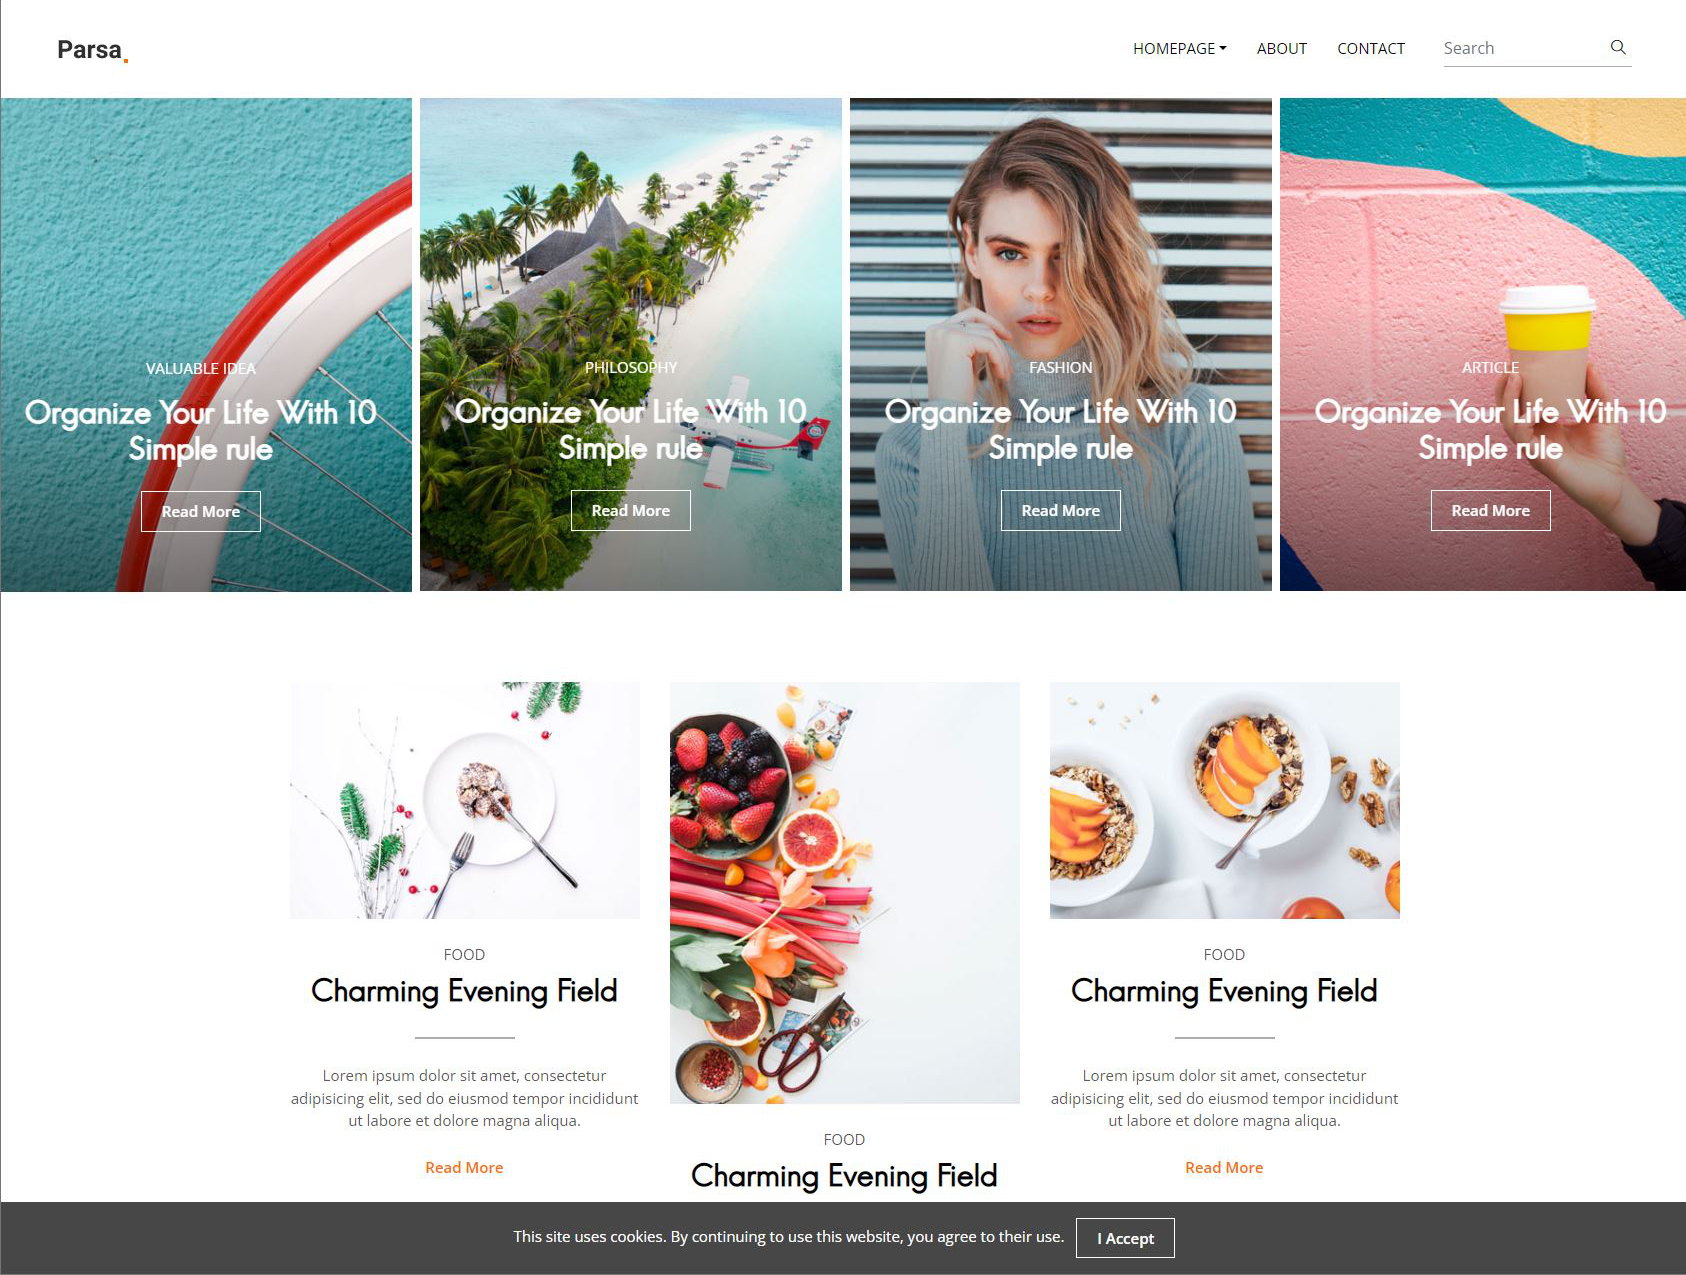 Parsa.
HOMEPAGE
ABOUT
CONTACT
Search
VALUABLE IDEA
Organize Your Life With 10
Simple rule
Read More
PHILOSOPHY
Organize Your Life With 10
Simple rule
Read More
FASHION
Organize Your Life With 10
Simple rule
Read More
ARTICLE
Organize Your Life With 10
Simple rule
Read More
FOOD
Charming Evening Field
Lorem ipsum dolor sit amet, consectetur
adipisicing elit, sed do eiusmod tempor incididunt
ut labore et dolore magna aliqua.
Read More
FOOD
Charming Evening Field
FOOD
Charming Evening Field
Lorem ipsum dolor sit amet, consectetur
adipisicing elit, sed do eiusmod tempor incididunt
ut labore et dolore magna aliqua.
Read More
This site uses cookies. By continuing to use this website, you agree to their use.
I Accept